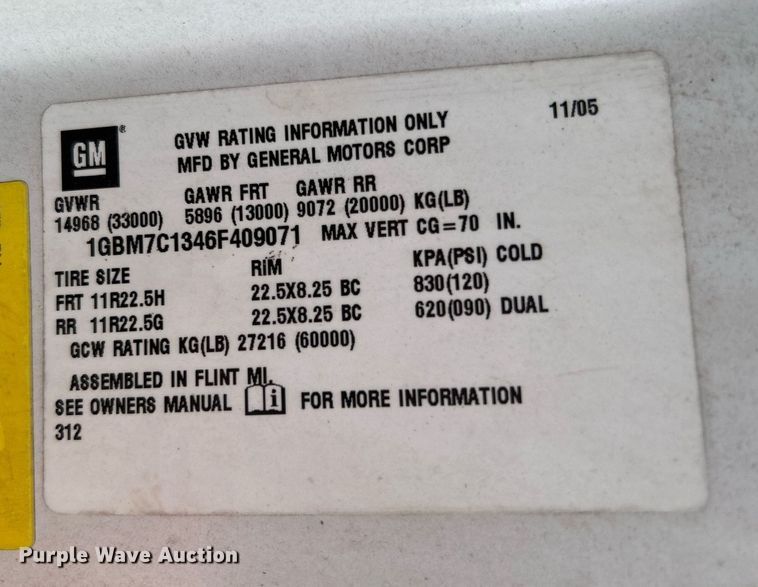 GM®
GVW RATING INFORMATION ONLY 11/05
MFD BY GENERAL MOTORS CORP
GVWR GAWR FRT GAWR RR
14968 (33000) 5896 (13000) 9072 (20000) KG(LB)
1GBM7C1346F409071 MAX VERT CG=70 IN.
TIRE SIZE RIM KPA(PSI) COLD
FRT 11R22.5H 22.5X8.25 BC 830(120)
RR 11R22.5G 22.5X8.25 BC 620(090) DUAL
GCW RATING KG(LB) 27216 (60000)
ASSEMBLED IN FLINT MI.
SEE OWNERS MANUAL i FOR MORE INFORMATION
312
Purple Wave Auction